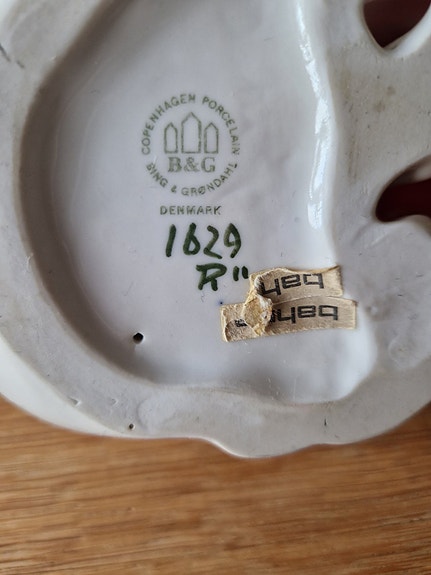 COPENHAGEN PORCELAIN
B&G
BING & GRØNDAHL
DENMARK
1629
R"